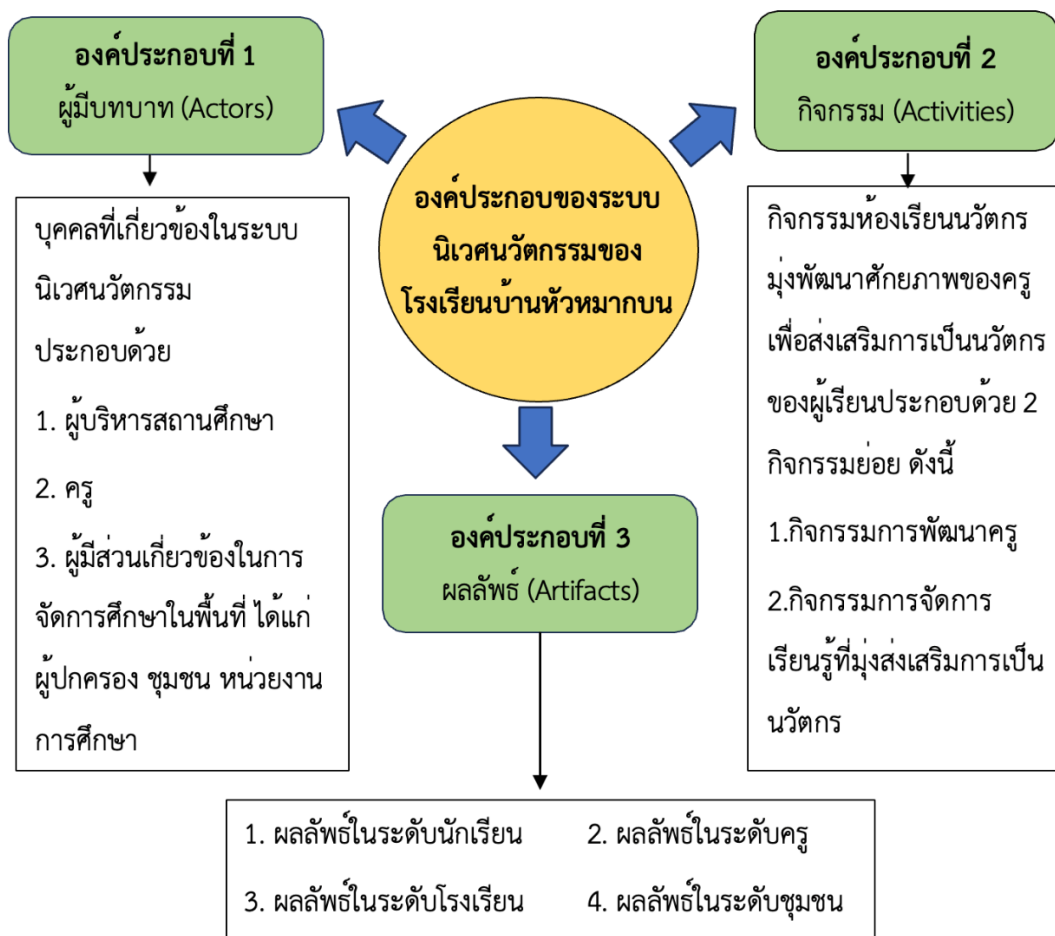 องค์ประกอบที่ 1
ผู้มีบทบาท (Actors)
องค์ประกอบที่ 2
กิจกรรม (Activities)
องค์ประกอบของระบบ
นิเวศนวัตกรรมของ
โรงเรียนบ้านหัวหมากบน
บุคคลที่เกี่ยวข้องในระบบ
นิเวศนวัตกรรม
ประกอบด้วย
1. ผู้บริหารสถานศึกษา
2. ครู
3. ผู้มีส่วนเกี่ยวข้องในการ
จัดการศึกษาในพื้นที่ ได้แก่
ผู้ปกครอง ชุมชน หน่วยงาน
การศึกษา
กิจกรรมห้องเรียนนวัตกร
มุ่งพัฒนาศักยภาพของครู
เพื่อส่งเสริมการเป็นนวัตกร
ของผู้เรียนประกอบด้วย 2
กิจกรรมย่อย ดังนี้
1.กิจกรรมการพัฒนาครู
2.กิจกรรมการจัดการ
เรียนรู้ที่มุ่งส่งเสริมการเป็น
นวัตกร
องค์ประกอบที่ 3
ผลลัพธ์ (Artifacts)
1. ผลลัพธ์ในระดับนักเรียน 2. ผลลัพธ์ในระดับครู
3. ผลลัพธ์ในระดับโรงเรียน 4. ผลลัพธ์ในระดับชุมชน